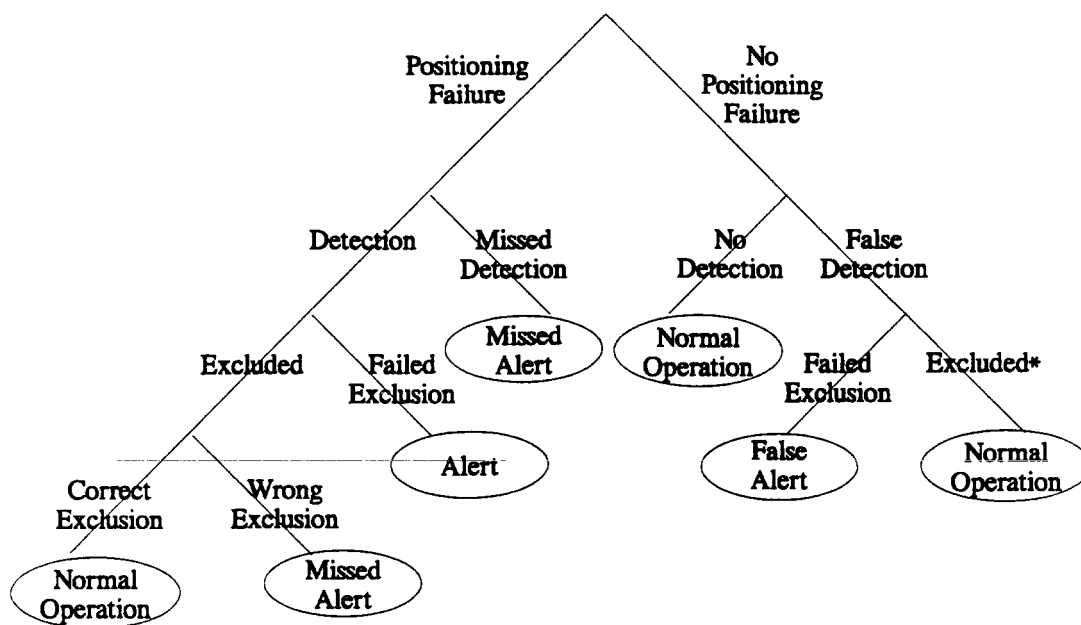 Positioning
Failure
No
Positioning
Failure
Detection
Missed
Detection
No
Detection
False
Detection
Missed
Alert
Normal
Operation
Excluded
Failed
Exclusion
Failed
Exclusion
Excluded*
Alert
False
Alert
Normal
Operation
Correct
Exclusion
Wrong
Exclusion
Normal
Operation
Missed
Alert